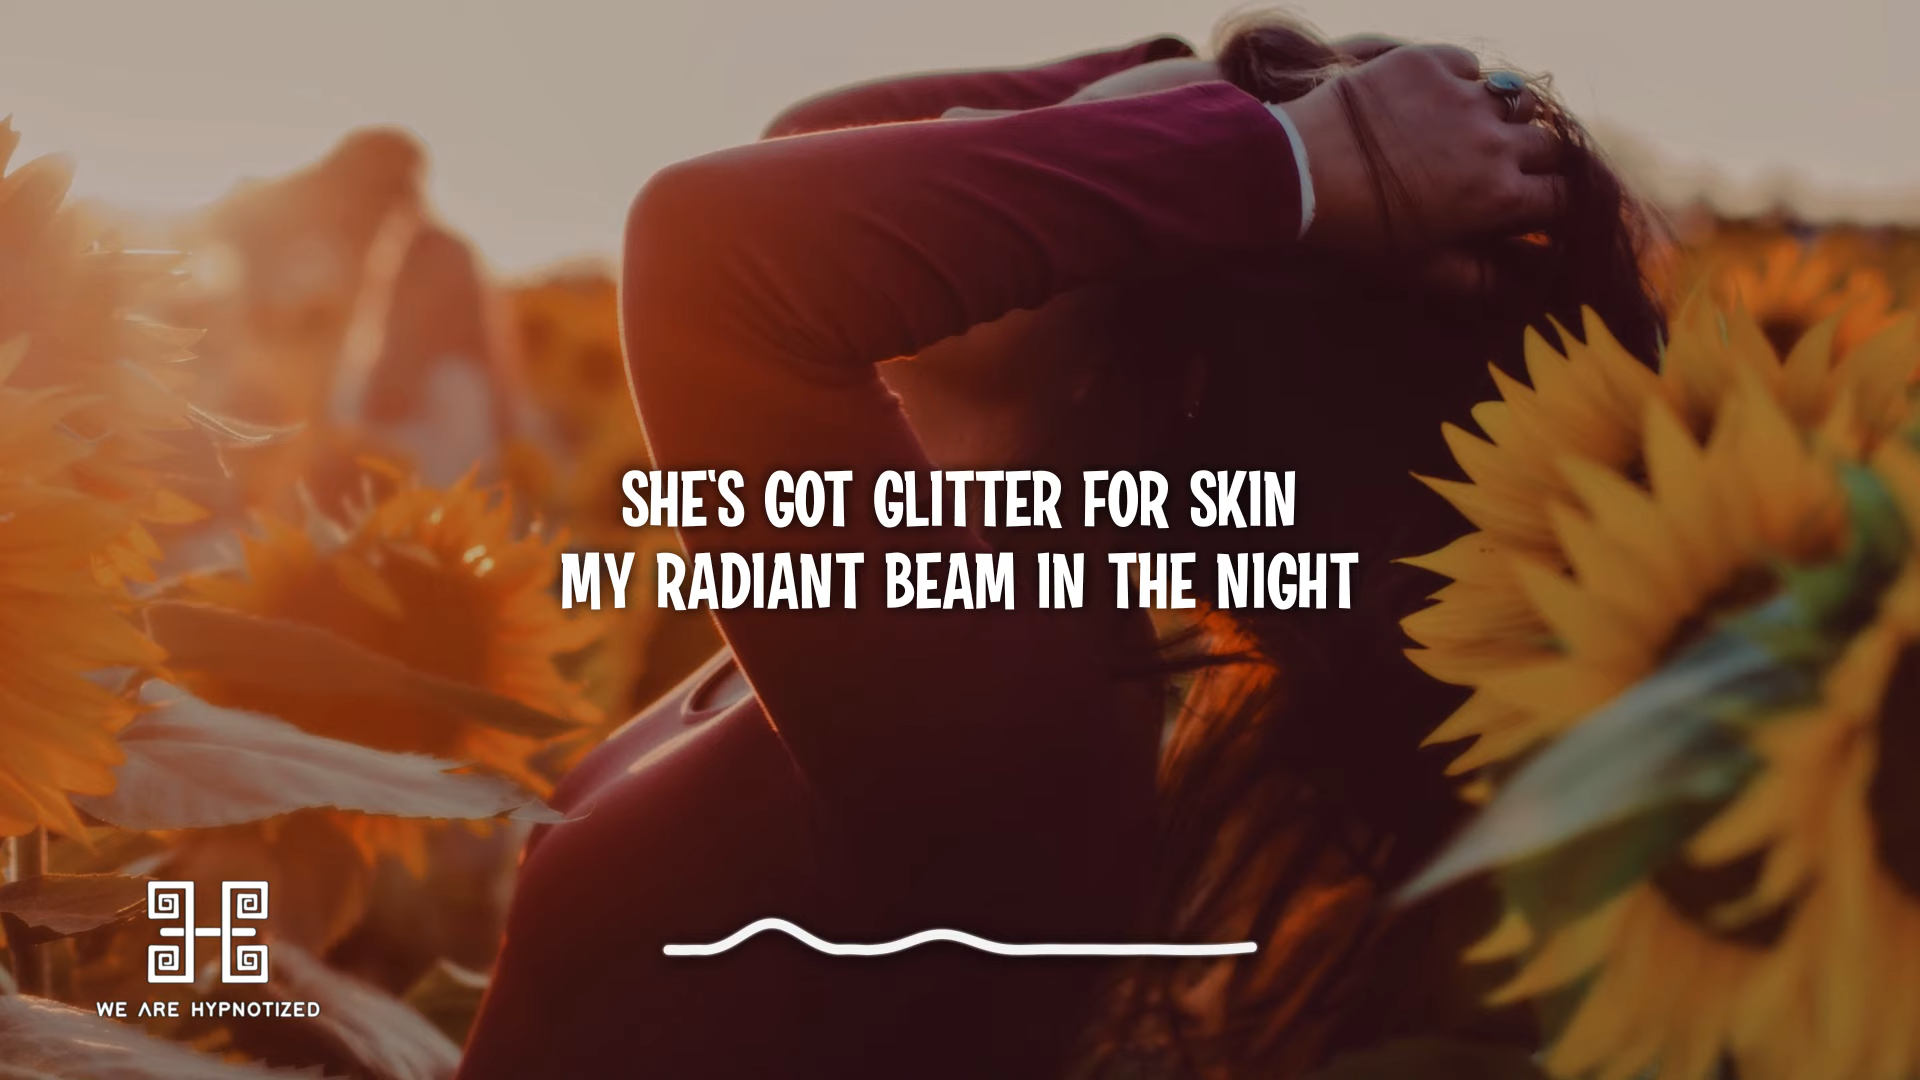 SHE'S GOT GLITTER FOR SKIN
MY RADIANT BEAM IN THE NIGHT
WE ARE HYPNOTIZED